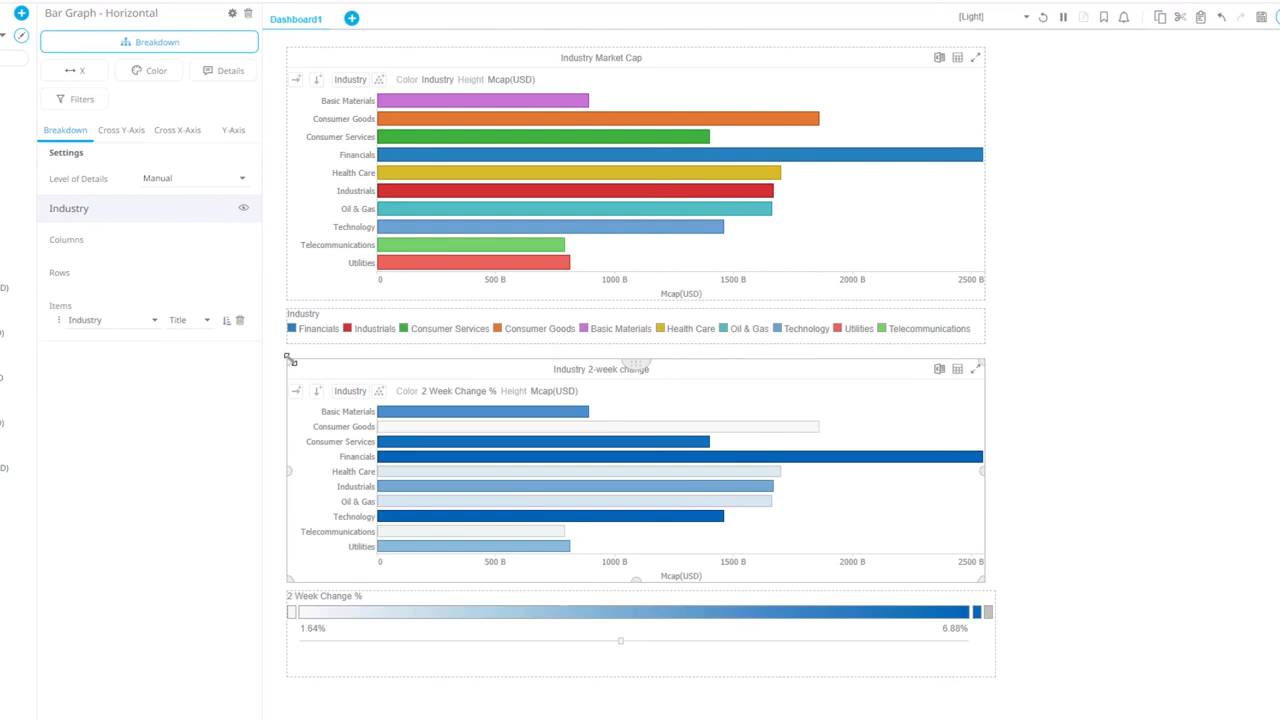 Bar Graph - Horizontal
Breakdown
X
Color
Details
Filters
Breakdown Cross Y-Axis Cross X-Axis Y-Axis
Settings
Level of Details Manual
Industry
Columns
Rows
Items
Industry Title
D)
D)
D
D)
D)
Dashboard1
[Light]
Industry Market Cap
Industry Color Industry Height Mcap(USD)
Basic Materials
Consumer Goods
Consumer Services
Financials
Health Care
Industrials
Oil & Gas
Technology
Telecommunications
Utilities
0 500 B 1000 B 1500 B 2000 B 2500 B
Mcap(USD)
Industry
Financials Industrials Consumer Services Consumer Goods Basic Materials Health Care Oil & Gas Technology Utilities Telecommunications
Industry 2-week change
Industry Color 2 Week Change % Height Mcap(USD)
Basic Materials
Consumer Goods
Consumer Services
Financials
Health Care
Industrials
Oil & Gas
Technology
Telecommunications
Utilities
0 500 B 1000 B 1500 B 2000 B 2500 B
Mcap(USD)
2 Week Change %
1.64% 6.88%